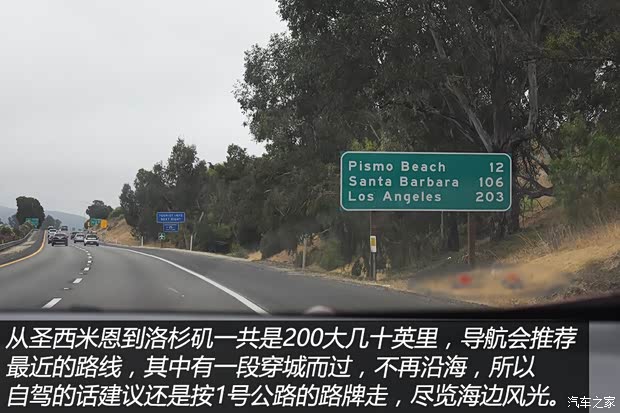 Pismo Beach 12
Santa Barbara 106
Los Angeles 203
从圣西米恩到洛杉矶一共是200大几十英里，导航会推荐
最近的路线，其中有一段穿城而过，不再沿海，所以
自驾的话建议还是按1号公路的路牌走，尽览海边风光。
汽车之家